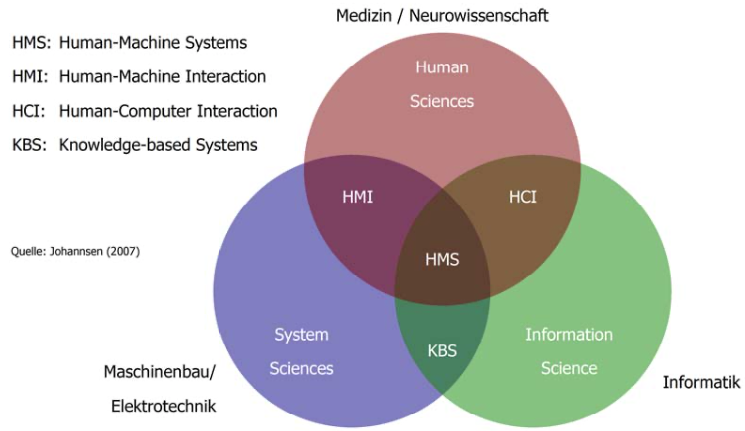 Medizin / Neurowissenschaft
HMS: Human-Machine Systems
HMI: Human-Machine Interaction
HCI: Human-Computer Interaction
KBS: Knowledge-based Systems
Human
Sciences
HMI
HCI
HMS
Quelle: Johannsen (2007)
System
Sciences
KBS
Information
Science
Maschinenbau/
Elektrotechnik
Informatik